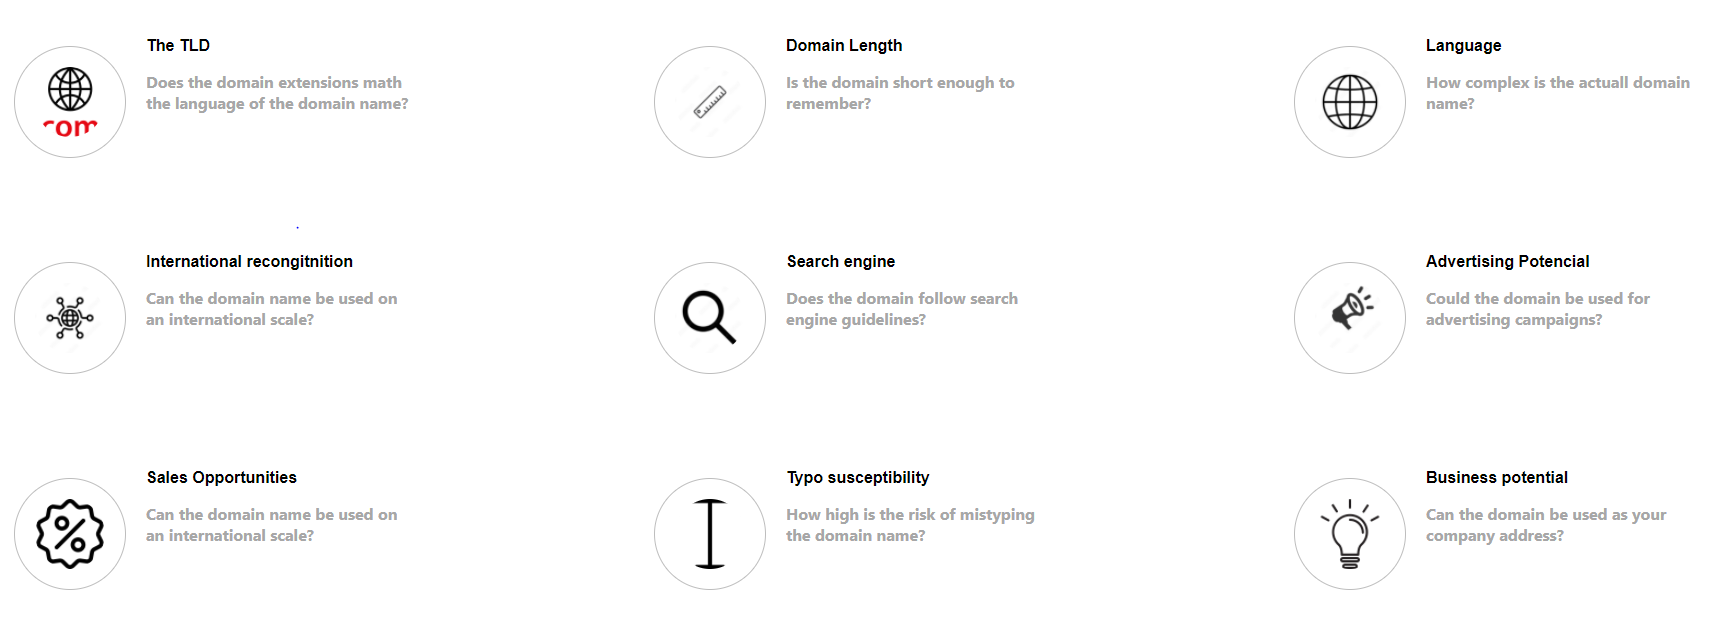 The TLD
Does the domain extensions math
the language of the domain name?
Domain Length
Is the domain short enough to
remember?
Language
How complex is the actuall domain
name?
com
International recongitnition
Can the domain name be used on
an international scale?
Search engine
Does the domain follow search
engine guidelines?
Advertising Potencial
Could the domain be used for
advertising campaigns?
Sales Opportunities
Can the domain name be used on
an international scale?
Typo susceptibility
How high is the risk of mistyping
the domain name?
Business potential
Can the domain be used as your
company address?